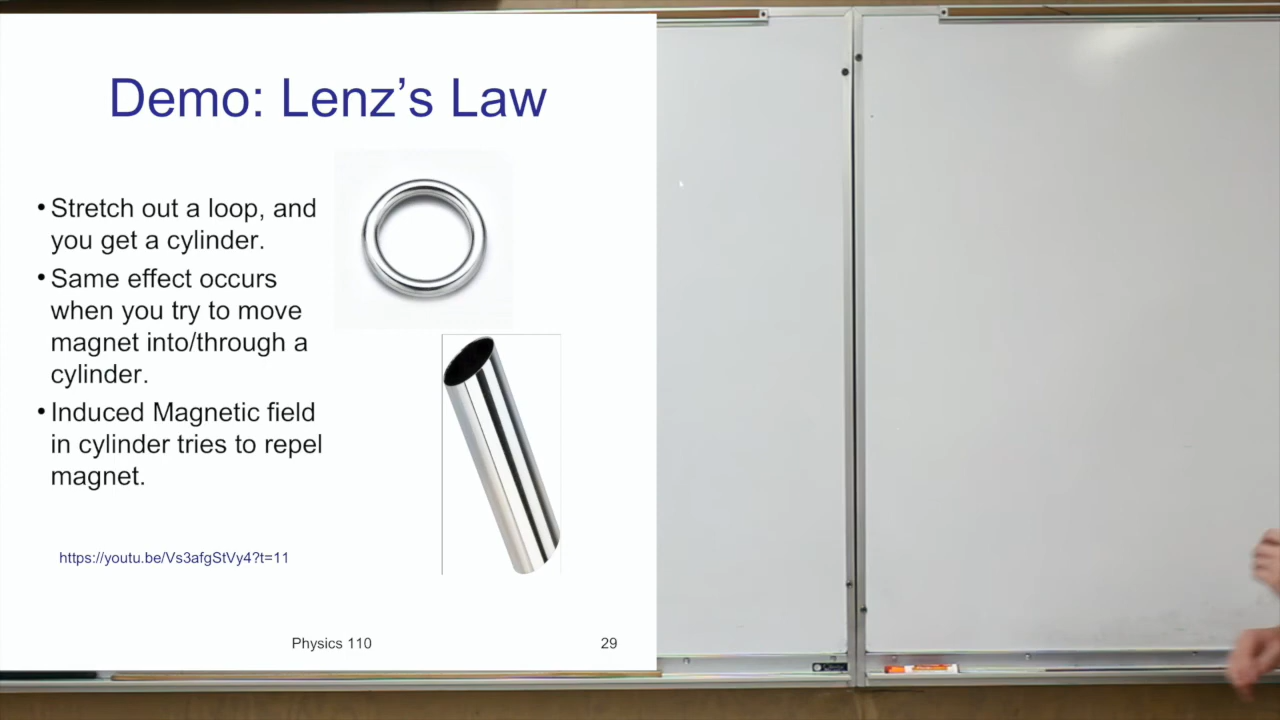 Demo: Lenz's Law
• Stretch out a loop, and
you get a cylinder.
• Same effect occurs
when you try to move
magnet into/through a
cylinder.
• Induced Magnetic field
in cylinder tries to repel
magnet.
https://youtu.be/Vs3afgStVy4?t=11
Physics 110
29